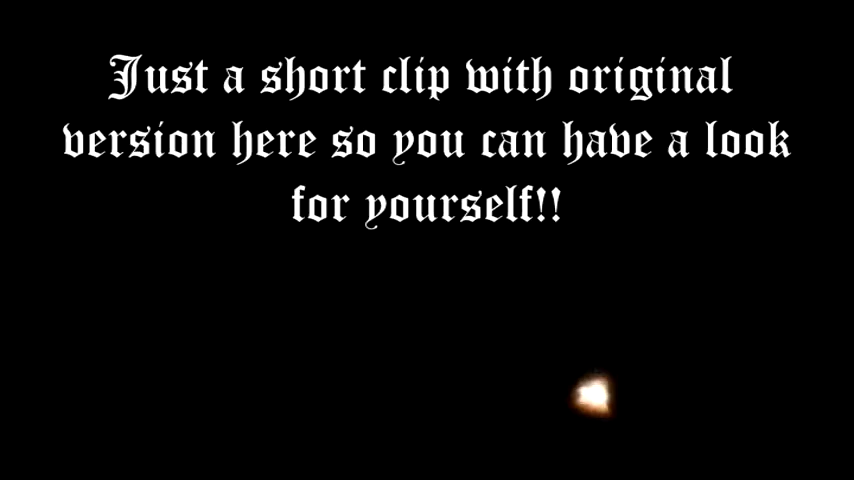 Just a short clip with original
version here so you can have a look
for yourself!!